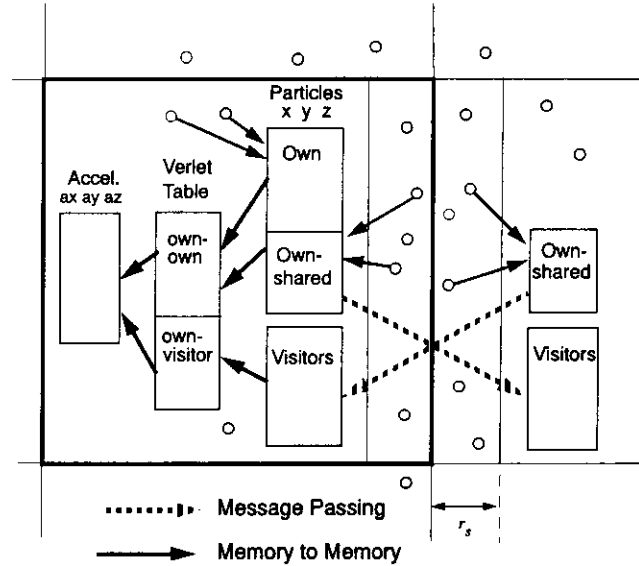 Particles
x y z
Own
Accel.
ax ay az
Verlet
Table
own-
own
Own-
shared
Own-
shared
own-
visitor
Visitors
Visitors
Message Passing
r_s
Memory to Memory